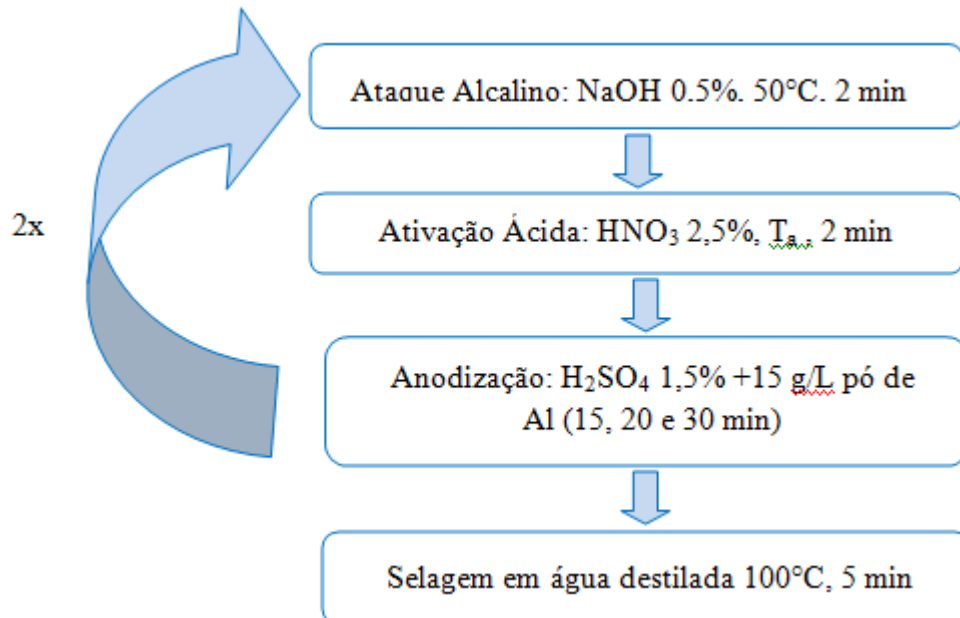 Ataque Alcalino: NaOH 0.5%. 50°C. 2 min
2x
Ativação Ácida: HNO₃ 2,5%, Tₐ , 2 min
Anodização: H₂SO₄ 1,5% +15 g/L pó de
Al (15, 20 e 30 min)
Selagem em água destilada 100°C, 5 min